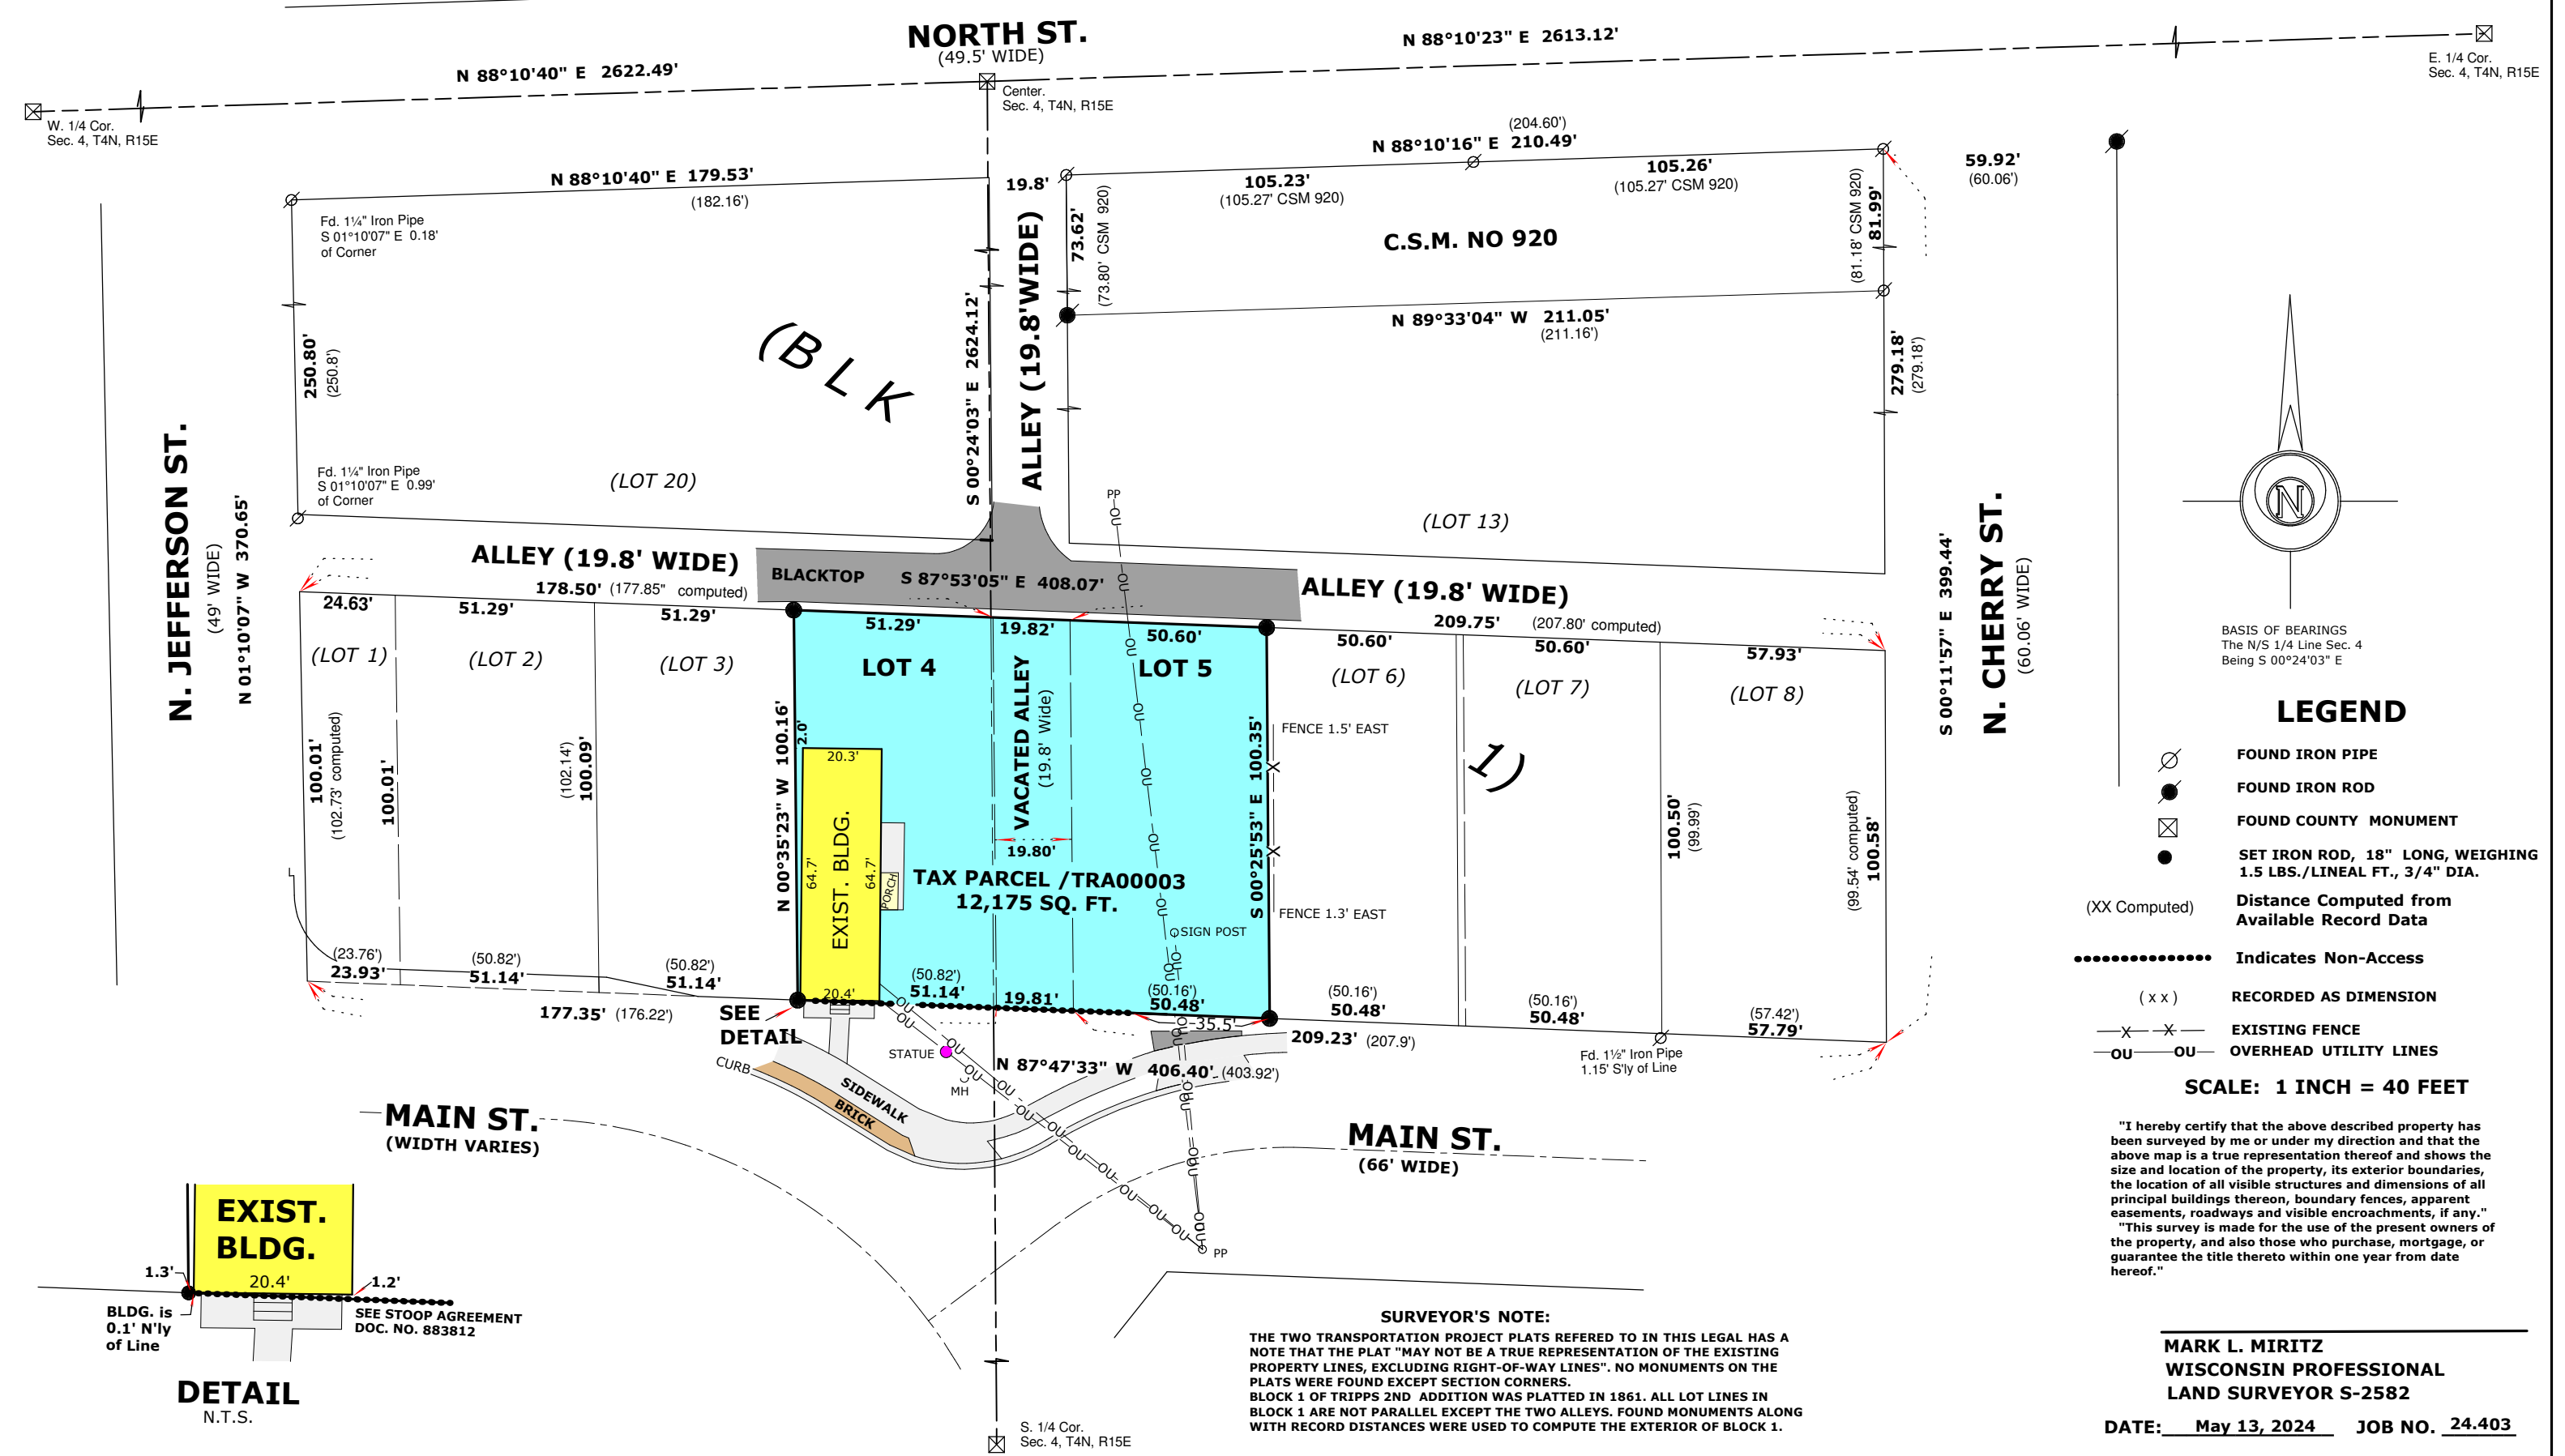 NORTH ST.
(49.5' WIDE)
N 88°10'40" E 2622.49'
N 88°10'23" E 2613.12'
W. 1/4 Cor.
Sec. 4, T4N, R15E
Center.
Sec. 4, T4N, R15E
E. 1/4 Cor.
Sec. 4, T4N, R15E
N 88°10'40" E 179.53'
(182.16')
19.8'
(204.60')
N 88°10'16" E 210.49'
105.23'
(105.27' CSM 920)
105.26'
(105.27' CSM 920)
59.92'
(60.06')
73.62'
(73.80' CSM 920)
(81.18' CSM 920)
81.99'
C.S.M. NO 920
N 89°33'04" W 211.05'
(211.16')
Fd. 1¼" Iron Pipe
S 01°10'07" E 0.18'
of Corner
250.80'
(250.8')
(BLK
S 00°24'03" E 2624.12'
ALLEY (19.8'WIDE)
279.18'
(279.18')
Fd. 1¼" Iron Pipe
S 01°10'07" E 0.99'
of Corner
(LOT 20)
(LOT 13)
PP
N. JEFFERSON ST.
(49' WIDE)
N 01°10'07" W 370.65'
S 00°11'57" E 399.44'
N. CHERRY ST.
(60.06' WIDE)
N
BASIS OF BEARINGS
The N/S 1/4 Line Sec. 4
Being S 00°24'03" E
ALLEY (19.8' WIDE)
BLACKTOP
S 87°53'05" E 408.07'
ALLEY (19.8' WIDE)
178.50' (177.85" computed)
209.75' (207.80' computed)
24.63'
51.29'
51.29'
51.29'
19.82'
50.60'
50.60'
50.60'
57.93'
(LOT 1)
(LOT 2)
(LOT 3)
LOT 4
LOT 5
(LOT 6)
(LOT 7)
(LOT 8)
VACATED ALLEY
(19.8' Wide)
100.01'
(102.73' computed)
100.01'
(102.14')
100.09'
N 00°35'23" W 100.16'
2.0'
20.3'
64.7'
EXIST. BLDG.
64.7'
PORCH
20.4'
19.80'
TAX PARCEL /TRA00003
12,175 SQ. FT.
S 00°25'53" E 100.35'
FENCE 1.5' EAST
FENCE 1.3' EAST
SIGN POST
1)
100.50'
(99.99')
(99.54' computed)
100.58'
OU OU OU OU OU OU OU OU OU OU OU
X
X
(23.76')
23.93'
(50.82')
51.14'
(50.82')
51.14'
(50.82')
51.14'
19.81'
(50.16')
50.48'
(50.16')
50.48'
(50.16')
50.48'
(57.42')
57.79'
177.35' (176.22')
SEE
DETAIL
35.5'
209.23' (207.9')
N 87°47'33" W 406.40' (403.92')
Fd. 1½" Iron Pipe
1.15' S'ly of Line
STATUE
MH
CURB
SIDEWALK
BRICK
OU OU OU OU OU OU OU OU OU OU OU
OU OU OU OU OU OU
PP
MAIN ST.
(WIDTH VARIES)
MAIN ST.
(66' WIDE)
LEGEND
FOUND IRON PIPE
FOUND IRON ROD
FOUND COUNTY MONUMENT
SET IRON ROD, 18" LONG, WEIGHING
1.5 LBS./LINEAL FT., 3/4" DIA.
(XX Computed) Distance Computed from
Available Record Data
Indicates Non-Access
(xx) RECORDED AS DIMENSION
X X EXISTING FENCE
OU OU OVERHEAD UTILITY LINES
SCALE: 1 INCH = 40 FEET
"I hereby certify that the above described property has
been surveyed by me or under my direction and that the
above map is a true representation thereof and shows the
size and location of the property, its exterior boundaries,
the location of all visible structures and dimensions of all
principal buildings thereon, boundary fences, apparent
easements, roadways and visible encroachments, if any."
"This survey is made for the use of the present owners of
the property, and also those who purchase, mortgage, or
guarantee the title thereto within one year from date
hereof."
EXIST.
BLDG.
20.4'
1.3'
1.2'
BLDG. is
0.1' N'ly
of Line
SEE STOOP AGREEMENT
DOC. NO. 883812
DETAIL
N.T.S.
S. 1/4 Cor.
Sec. 4, T4N, R15E
SURVEYOR'S NOTE:
THE TWO TRANSPORTATION PROJECT PLATS REFERED TO IN THIS LEGAL HAS A
NOTE THAT THE PLAT "MAY NOT BE A TRUE REPRESENTATION OF THE EXISTING
PROPERTY LINES, EXCLUDING RIGHT-OF-WAY LINES". NO MONUMENTS ON THE
PLATS WERE FOUND EXCEPT SECTION CORNERS.
BLOCK 1 OF TRIPPS 2ND ADDITION WAS PLATTED IN 1861. ALL LOT LINES IN
BLOCK 1 ARE NOT PARALLEL EXCEPT THE TWO ALLEYS. FOUND MONUMENTS ALONG
WITH RECORD DISTANCES WERE USED TO COMPUTE THE EXTERIOR OF BLOCK 1.
MARK L. MIRITZ
WISCONSIN PROFESSIONAL
LAND SURVEYOR S-2582
DATE: May 13, 2024 JOB NO. 24.403